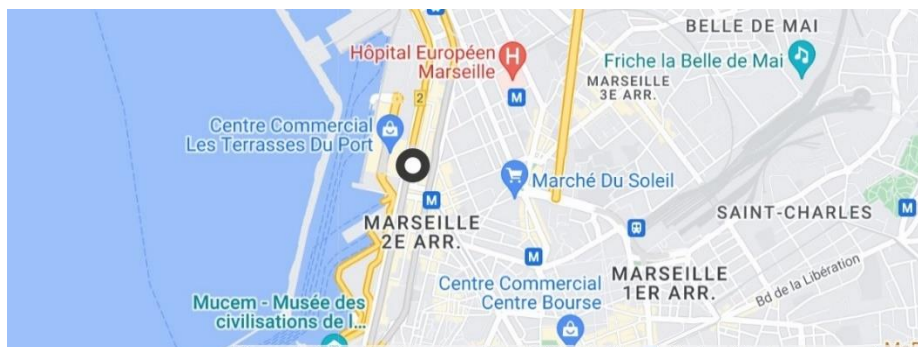 BELLE DE MAI
Hôpital Européen
Marseille
H
Friche la Belle de Mai
MARSEILLE
3E ARR.
M
2
Centre Commercial
Les Terrasses Du Port
Marché Du Soleil
M
MARSEILLE
2E ARR.
SAINT-CHARLES
M
M
Centre Commercial
Centre Bourse
MARSEILLE
1ER ARR.
Bd de la Libération
Mucem - Musée des
civilisations de l...